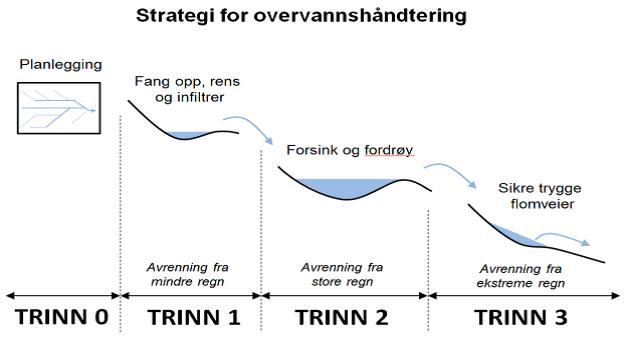 Strategi for overvannshåndtering
Planlegging
Fang opp, rens
og infiltrer
Forsink og fordrøy
Sikre trygge
flomveier
Avrenning fra
mindre regn
Avrenning fra
store regn
Avrenning fra
ekstreme regn
TRINN 0
TRINN 1
TRINN 2
TRINN 3